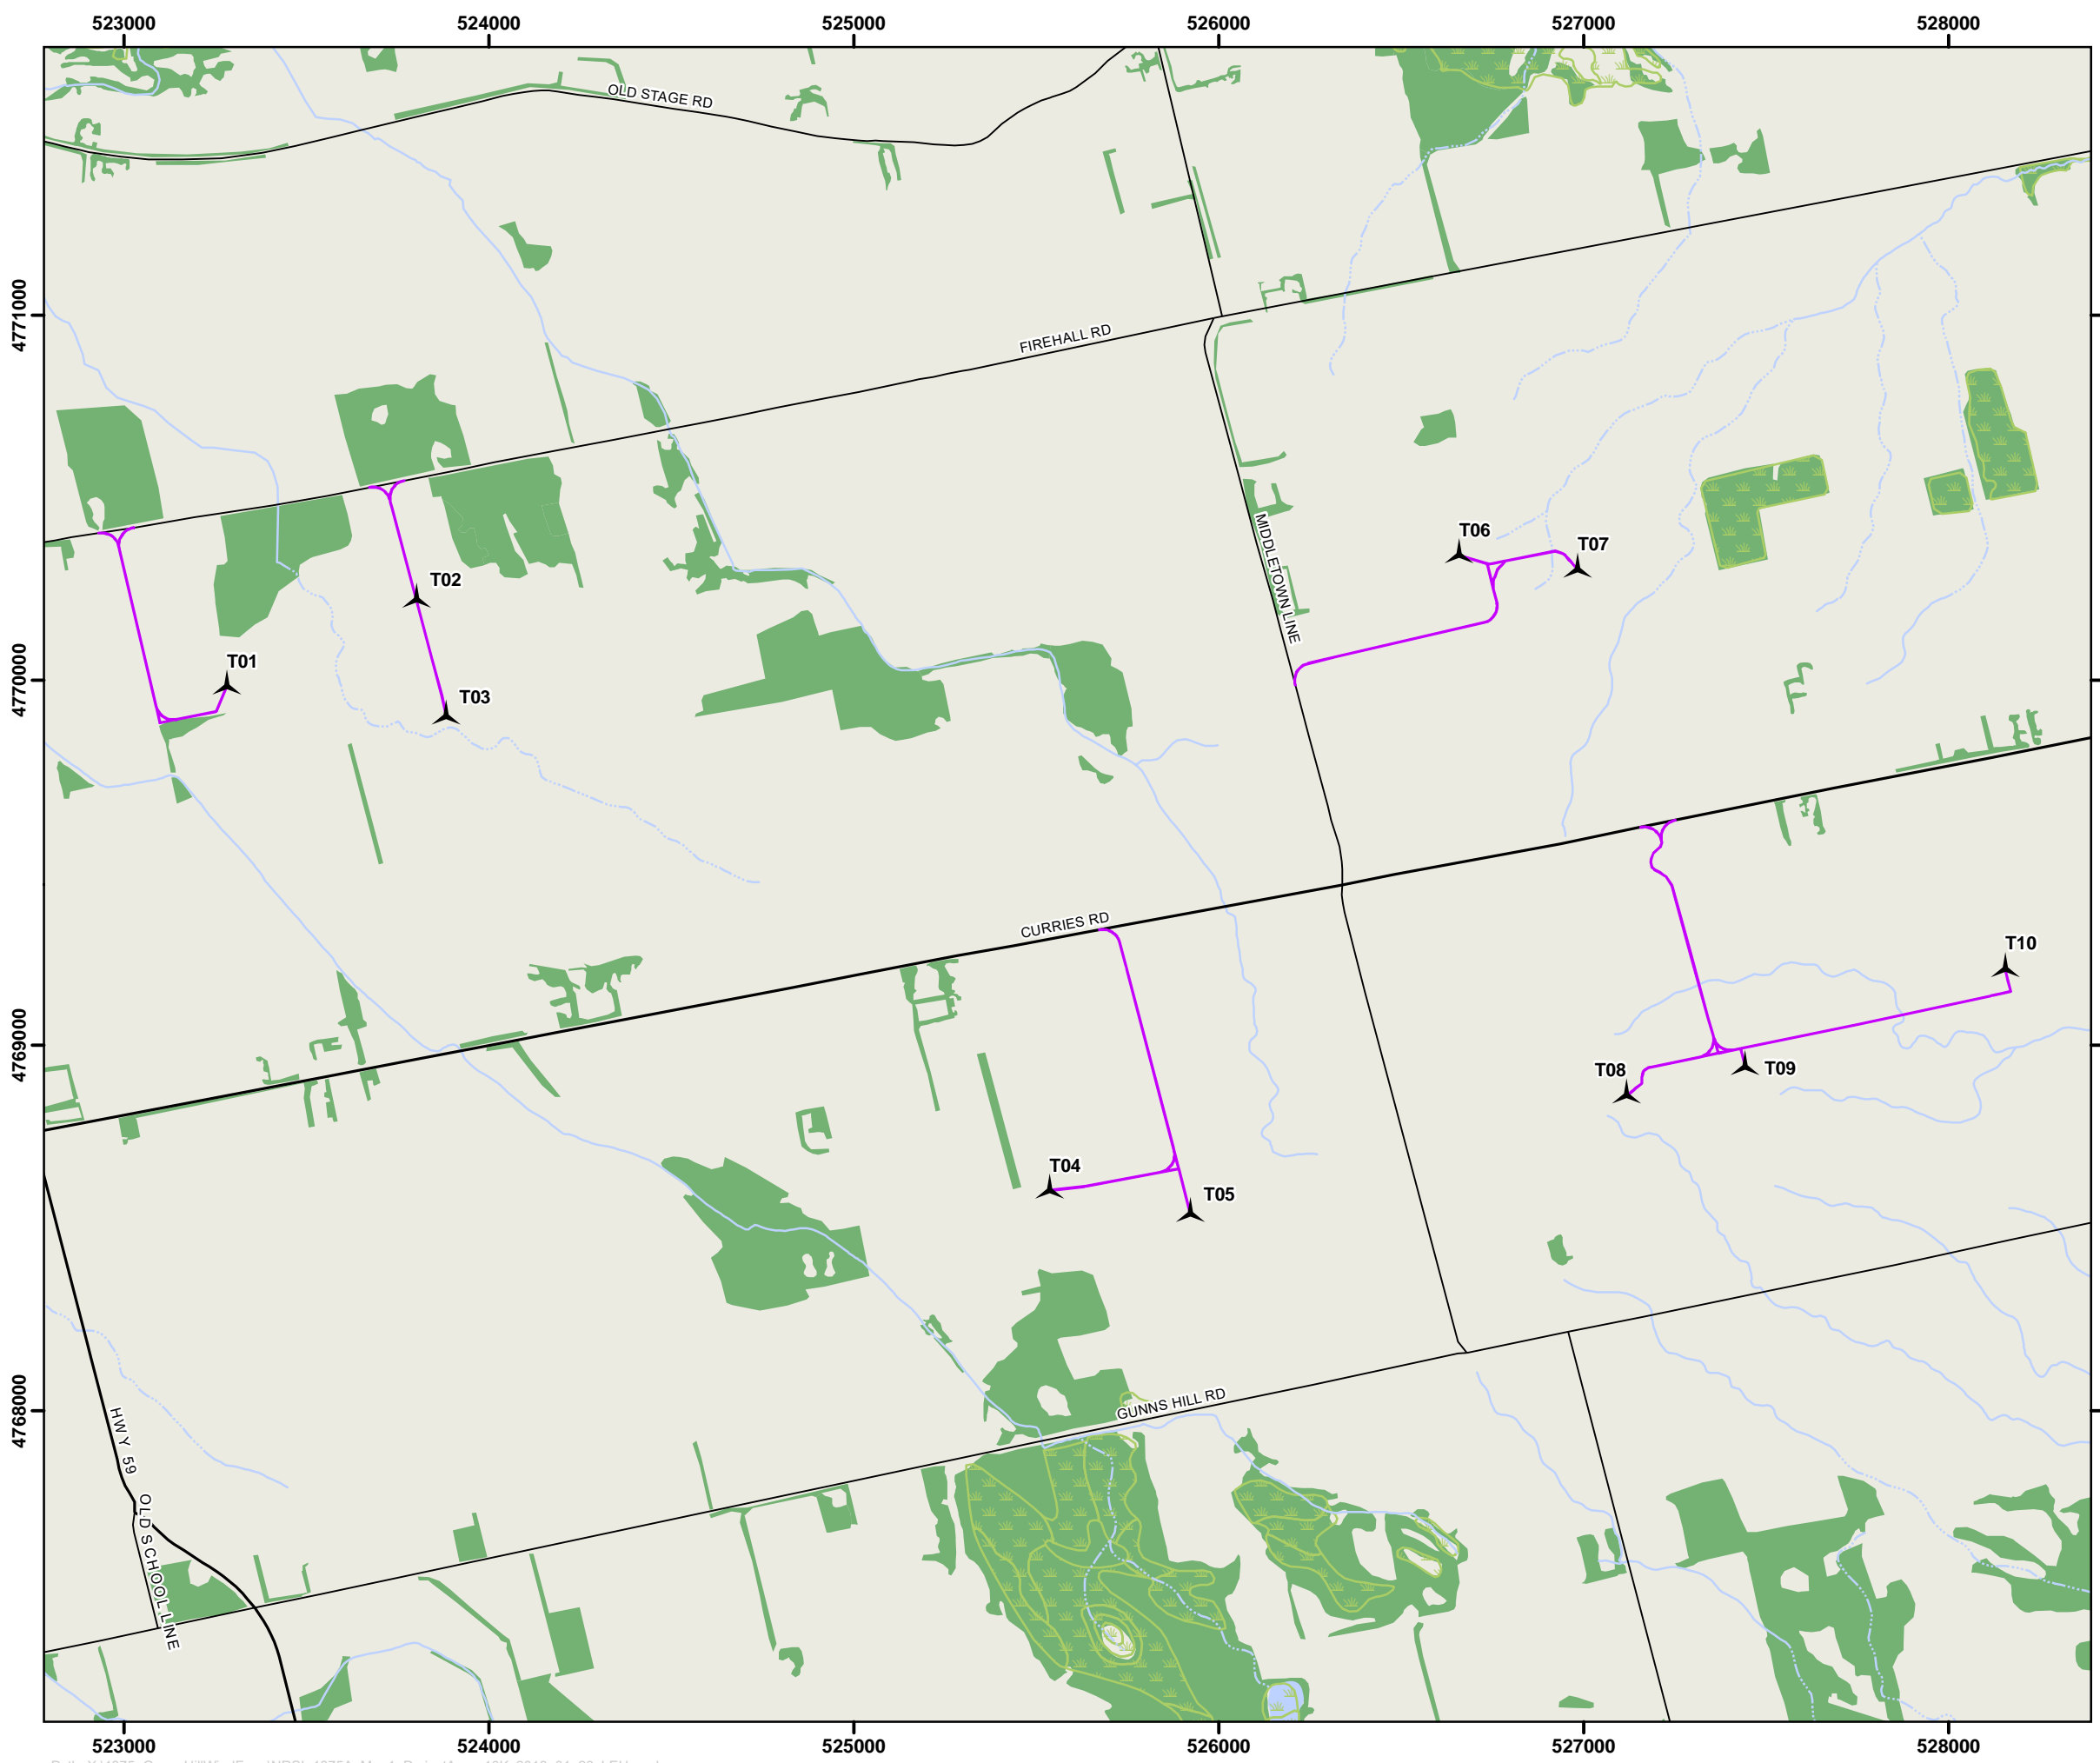 523000 524000 525000 526000 527000 528000
OLD STAGE RD
4771000
FIREHALL RD
MIDDLETOWN LINE
T06
T07
T02
T01
4770000
T03
CURRIES RD
T10
4769000
T08
T09
T04
T05
GUNNS HILL RD
4768000
HWY 59
OLD SCHOOL LINE
523000 524000 525000 526000 527000 528000